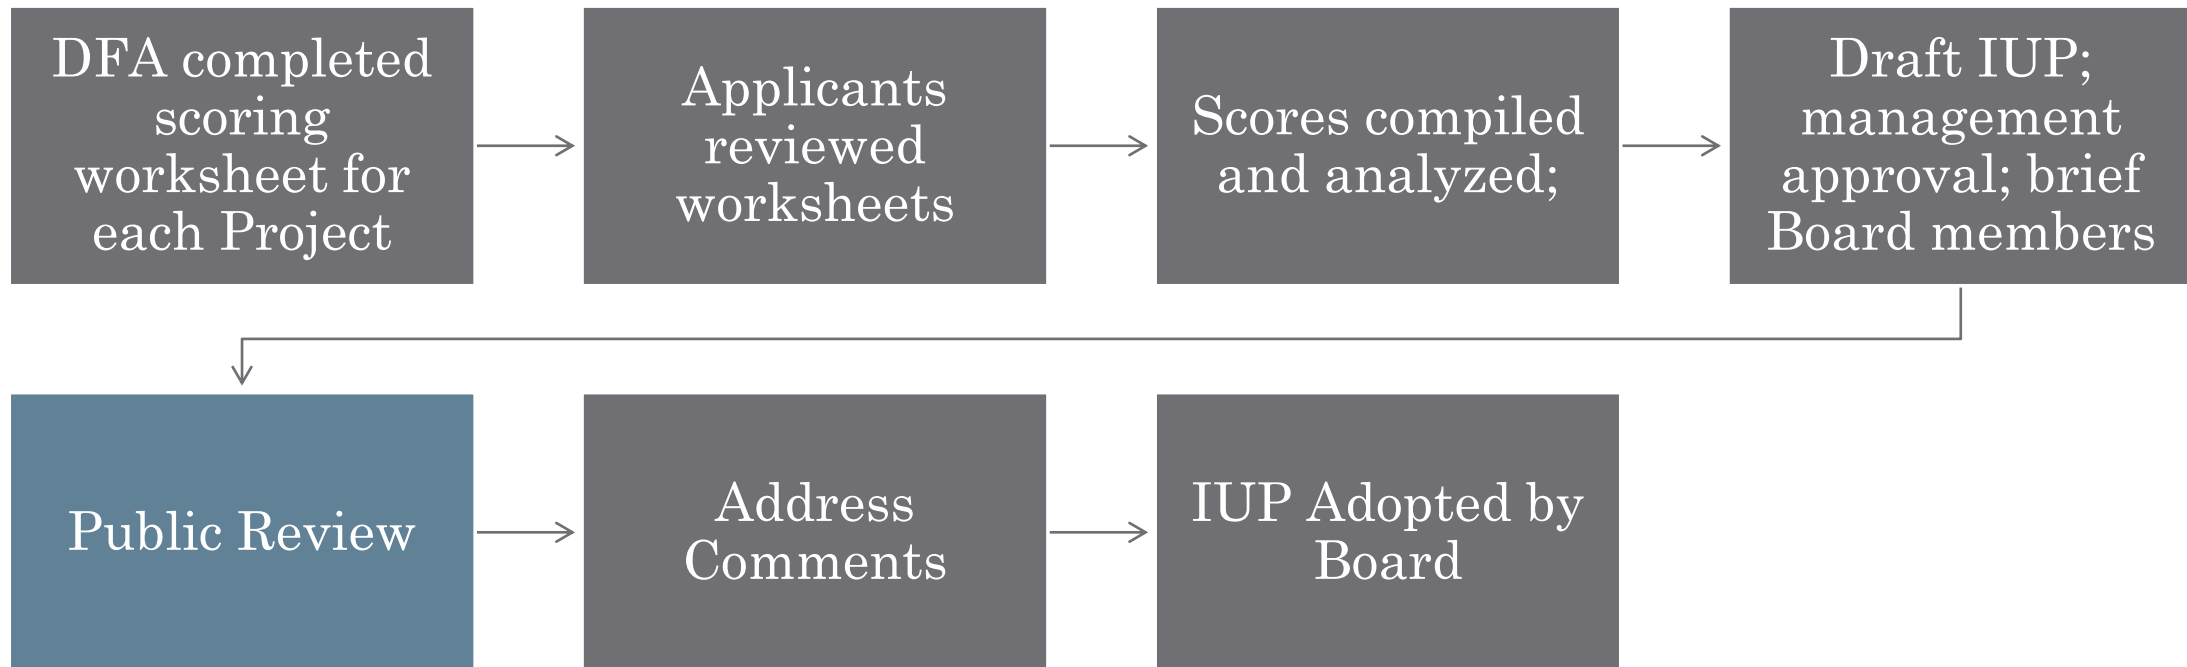 DFA completed
scoring
worksheet for
each Project
Applicants
reviewed
worksheets
Scores compiled
and analyzed;
Draft IUP;
management
approval; brief
Board members
Public Review
Address
Comments
IUP Adopted by
Board